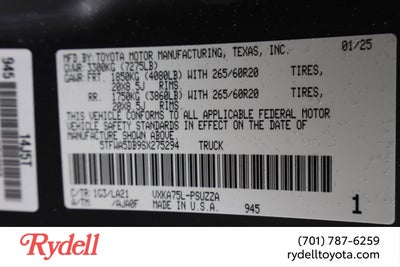 MFD. BY TOYOTA MOTOR MANUFACTURING, TEXAS, INC. 01/25
GVWR 3300KG (7275LB)
GAWR FR. 1850KG (4080LB) WITH 265/60R20 TIRES,
20X8.5J RIMS,
RR. 1750KG (3860LB) WITH 265/60R20 TIRES,
20X8.5J RIMS
THIS VEHICLE CONFORMS TO ALL APPLICABLE FEDERAL MOTOR
VEHICLE SAFETY STANDARDS IN EFFECT ON THE DATE OF
MANUFACTURE SHOWN ABOVE.
5TFWA5DB9SX275294 TRUCK
C/TR: 1G3/LA21 VXKA75L-PSUZZA
/AJA0F MADE IN U.S.A. 945 1
945
14J5T
Rydell
(701) 787-6259
rydelltoyota.com